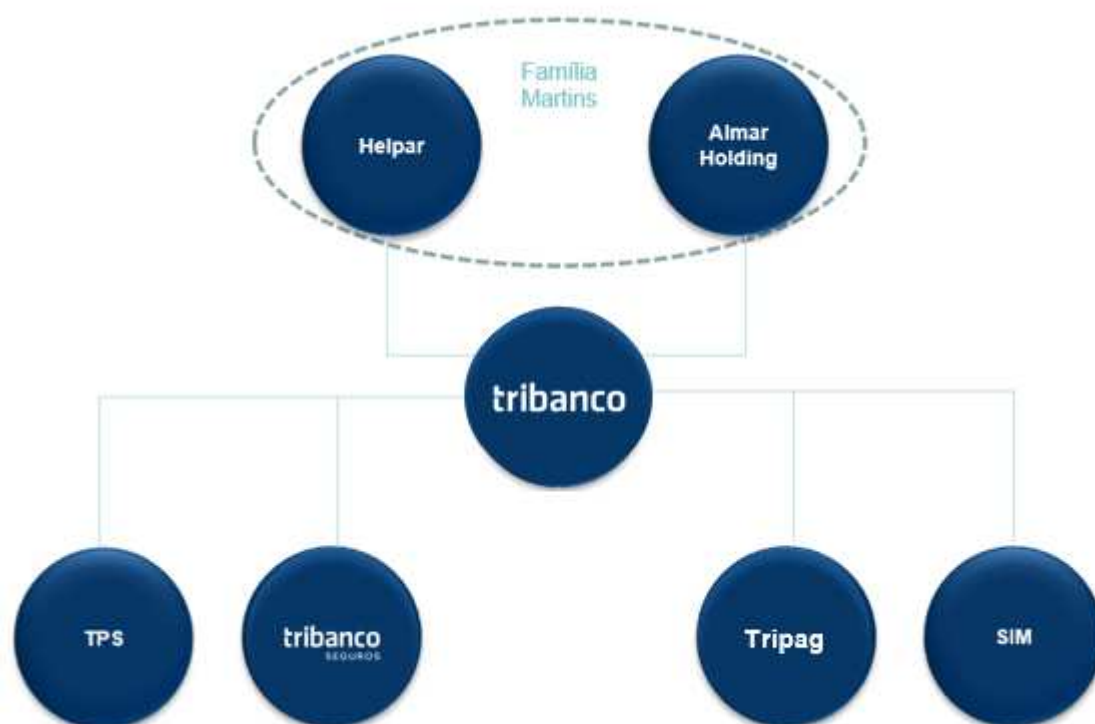 Família
Martins
Helpar
Almar
Holding
tribanco
TPS
tribanco
SEGUROS
Tripag
SIM